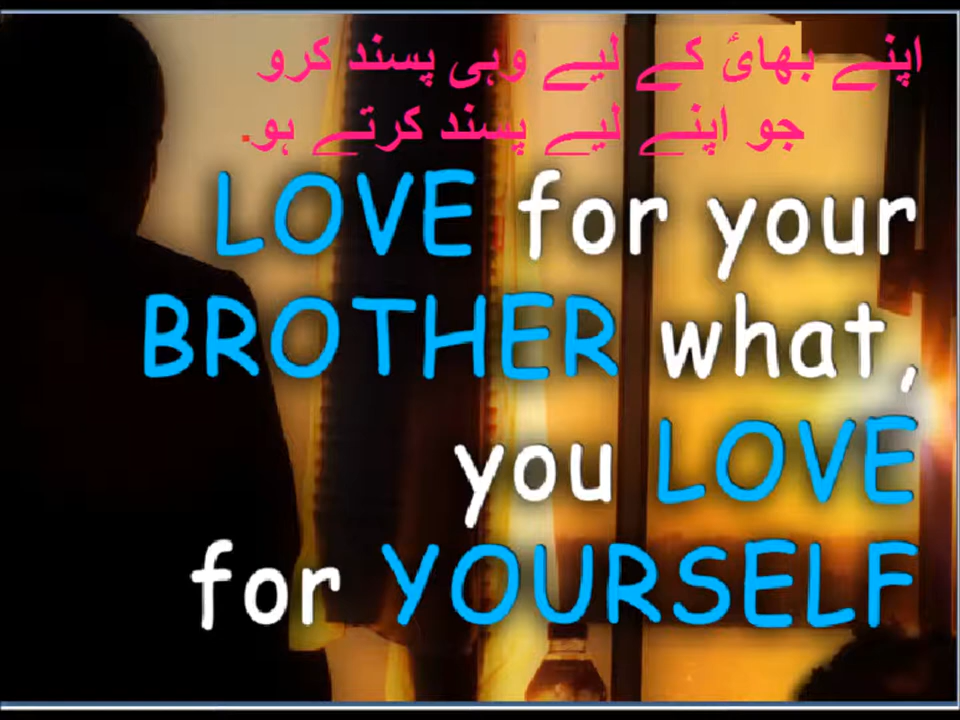 اپنے بھائ کے لیے وہی پسند کرو
جو اپنے لیے پسند کرتے ہو.
LOVE for your
BROTHER what,
you LOVE
for YOURSELF